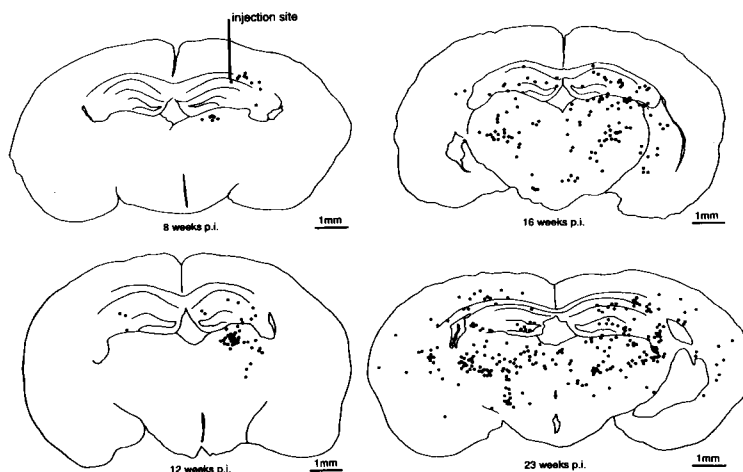 injection site
8 weeks p.i.
1mm
16 weeks p.i.
1mm
12 weeks p.i.
1mm
23 weeks p.i.
1mm